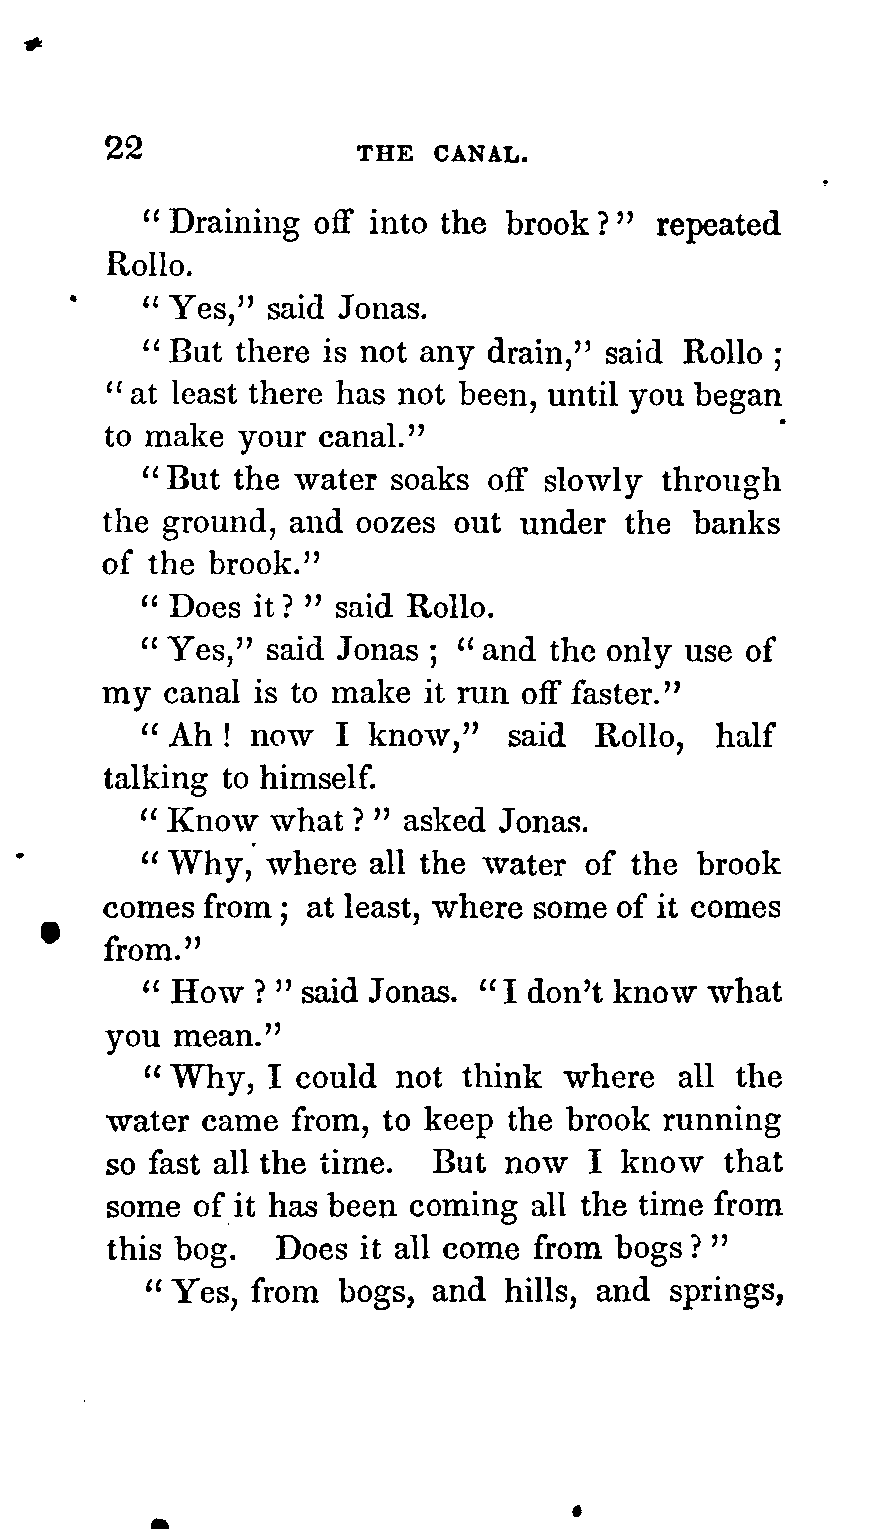 22 THE CANAL.
“Draining off into the brook?” repeated
Rollo.
“Yes,” said Jonas.
“But there is not any drain,” said Rollo;
“at least there has not been, until you began
to make your canal.”
“But the water soaks off slowly through
the ground, and oozes out under the banks
of the brook.”
“Does it?” said Rollo.
“Yes,” said Jonas; “and the only use of
my canal is to make it run off faster.”
“Ah! now I know,” said Rollo, half
talking to himself.
“Know what?” asked Jonas.
“Why, where all the water of the brook
comes from; at least, where some of it comes
from.”
“How?” said Jonas. “I don’t know what
you mean.”
“Why, I could not think where all the
water came from, to keep the brook running
so fast all the time. But now I know that
some of it has been coming all the time from
this bog. Does it all come from bogs?”
“Yes, from bogs, and hills, and springs,